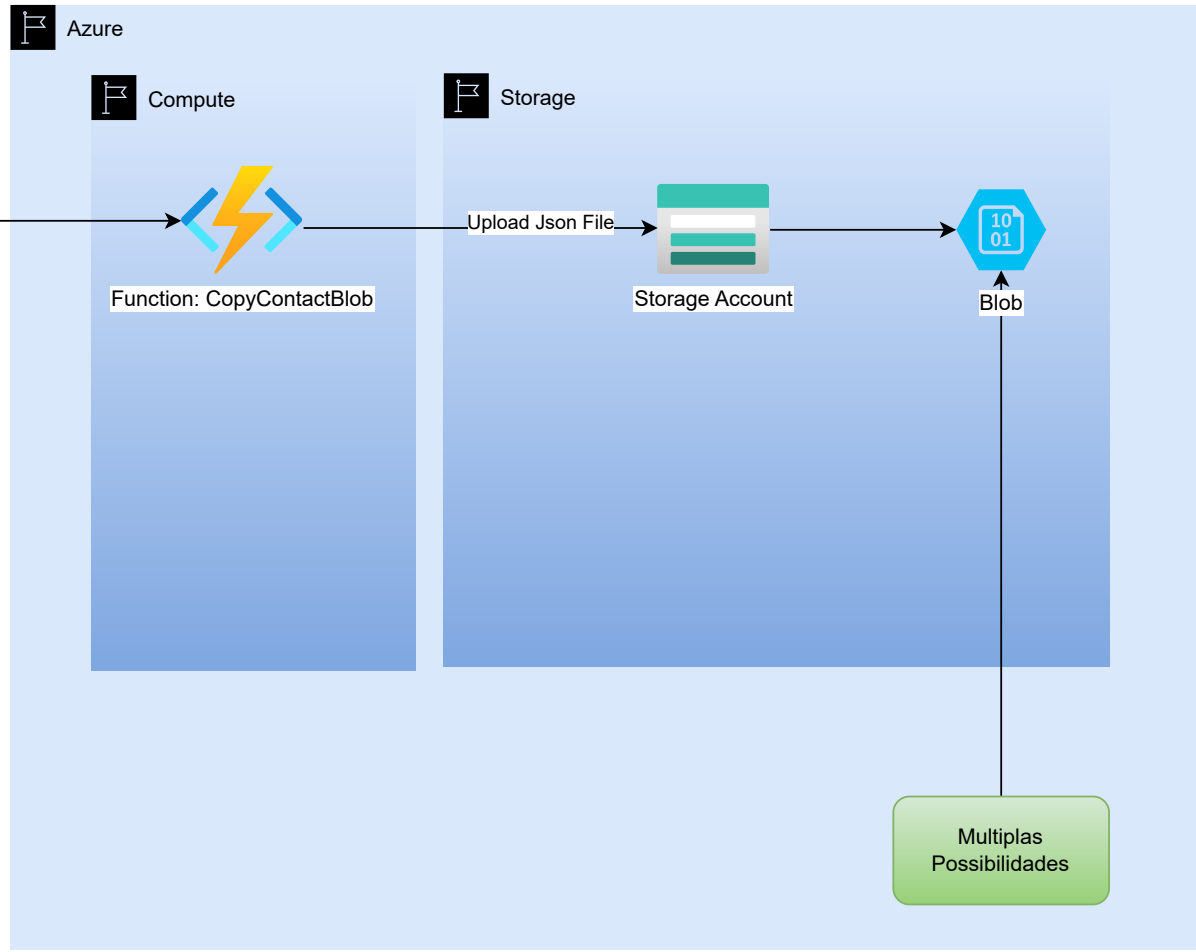 Azure
Compute
Storage
Upload Json File
10
01
Function: CopyContactBlob
Storage Account
Blob
Multiplas
Possibilidades